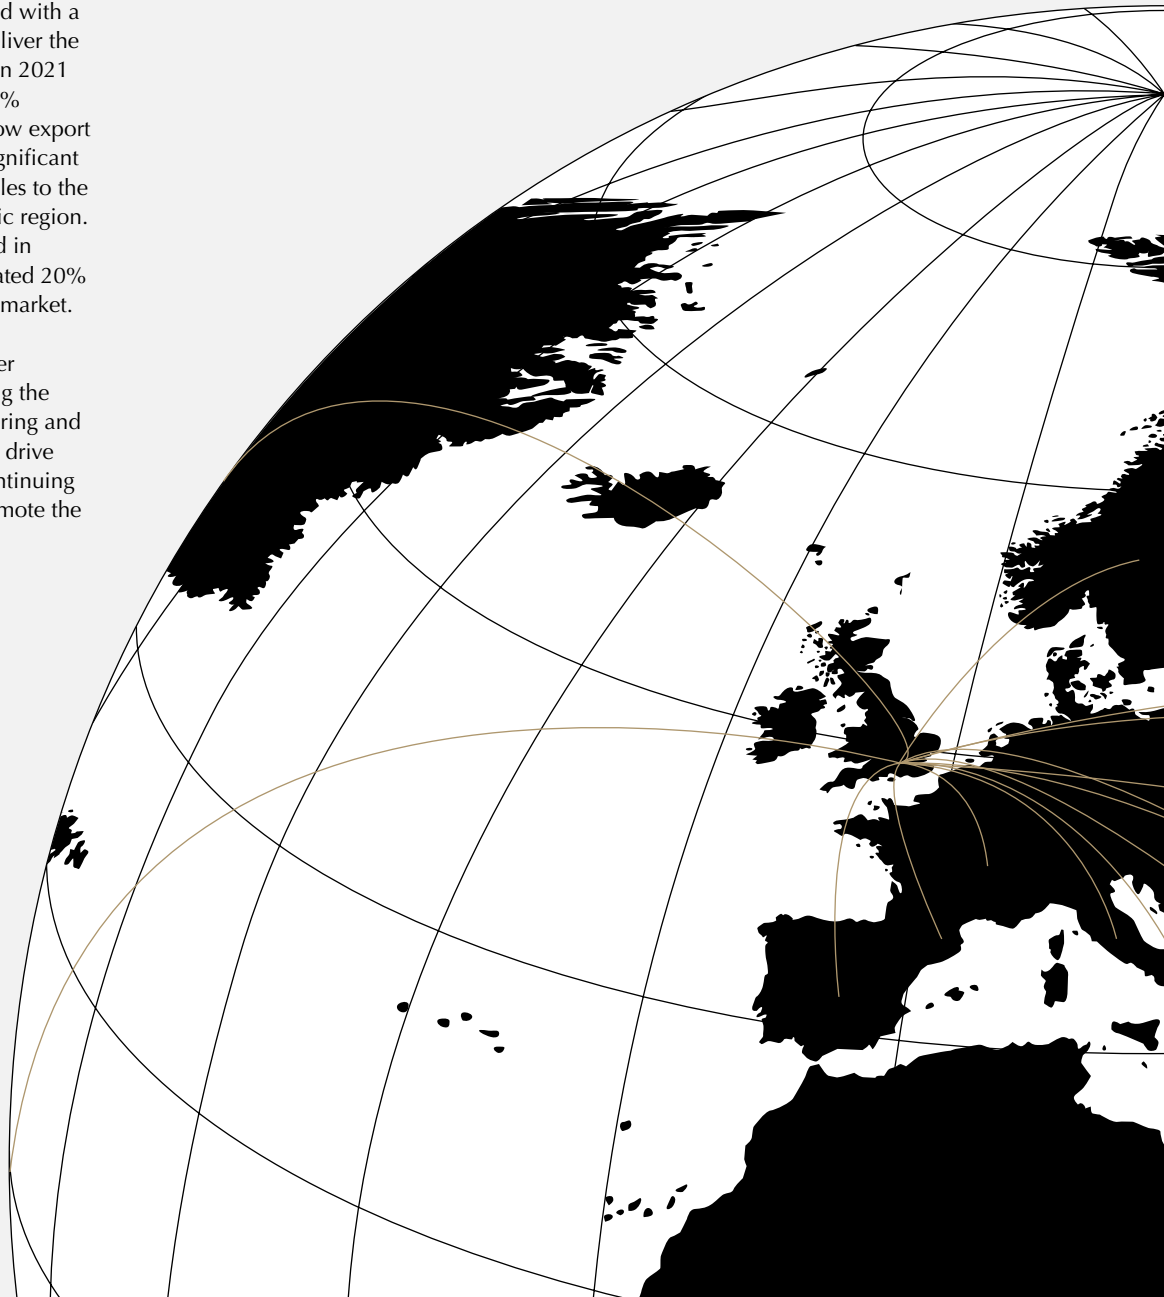 d with a
liver the
n 2021
%
ow export
gnificant
les to the
ic region.
d in
ated 20%
market.
er
g the
ring and
drive
ntinuing
mote the